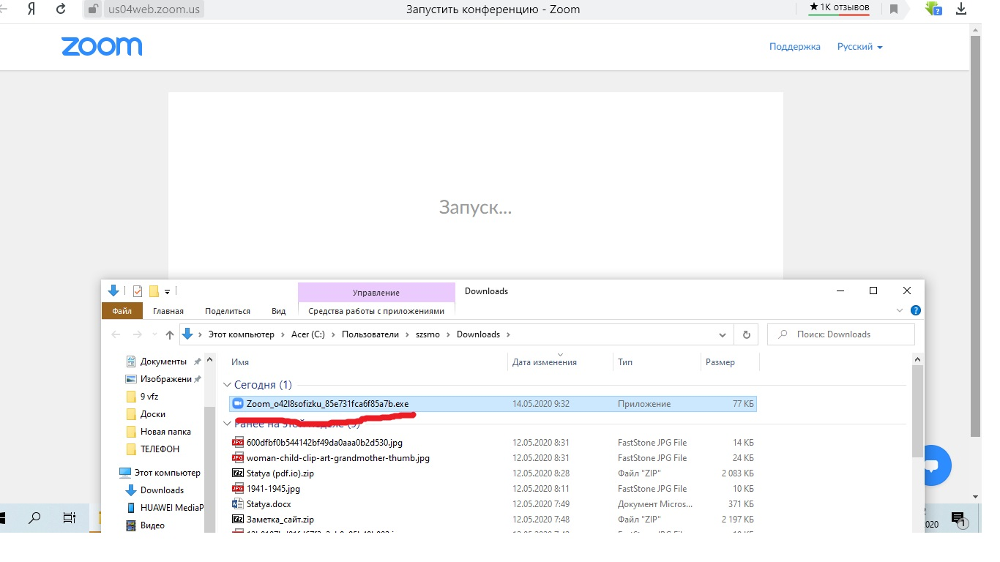 Я us04web.zoom.us Запустить конференцию - Zoom ★ 1K отзывов
zoom Поддержка Русский
Запуск...
Управление Downloads
Файл Главная Поделиться Вид Средства работы с приложениями
Этот компьютер › Acer (C:) › Пользователи › szsmo › Downloads › Поиск: Downloads
Имя Дата изменения Тип Размер
Документы
Изображени
9 vfz
Доски
Новая папка
ТЕЛЕФОН
Этот компьютер
Downloads
HUAWEI MediaP
Видео
Сегодня (1)
Zoom_o42l8sofizku_85e731fca6f85a7b.exe 14.05.2020 9:32 Приложение 77 КБ
Ранее на этой неделе (9)
600dfbf0b544142bf49da0aaa0b2d530.jpg 12.05.2020 8:31 FastStone JPG File 14 КБ
woman-child-clip-art-grandmother-thumb.jpg 12.05.2020 8:31 FastStone JPG File 24 КБ
Statya (pdf.io).zip 12.05.2020 8:28 Файл "ZIP" 2 083 КБ
1941-1945.jpg 12.05.2020 8:11 FastStone JPG File 10 КБ
Statya.docx 12.05.2020 7:49 Документ Micros... 371 КБ
Заметка_сайт.zip 12.05.2020 7:48 Файл "ZIP" 2 197 КБ
2020 1